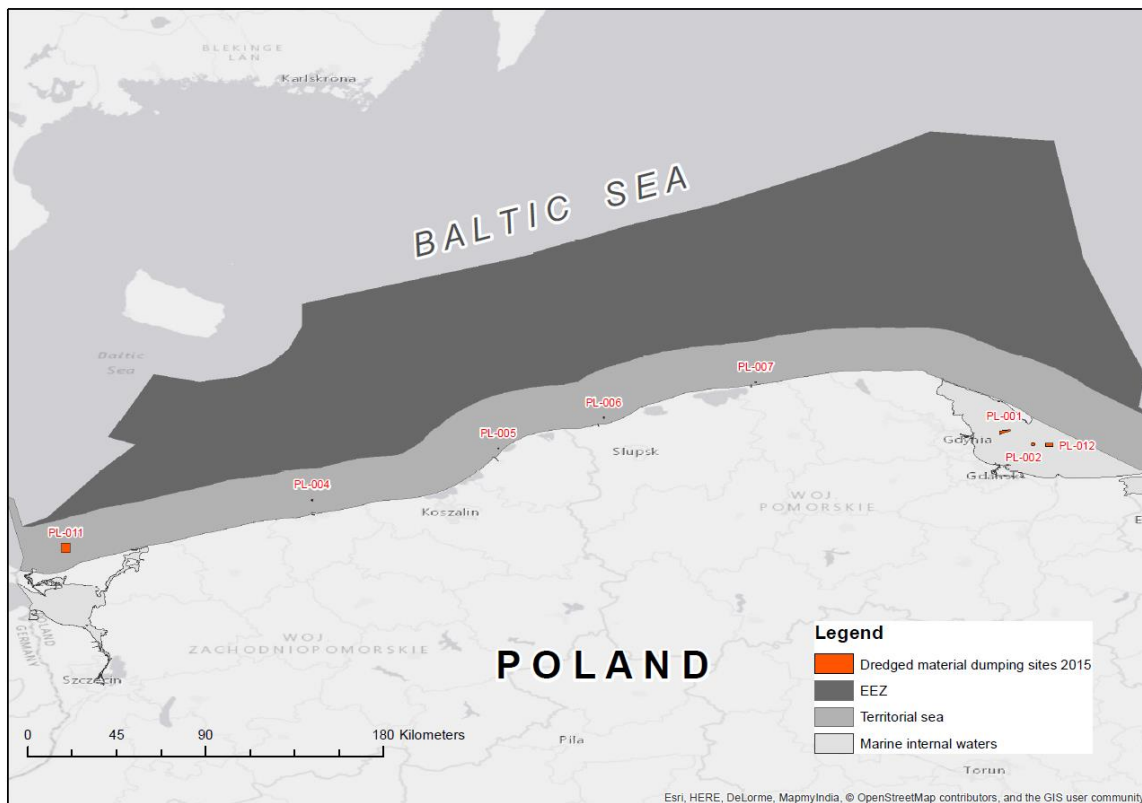 BLEKINGE
LAN
Karlskrona
BALTIC SEA
Baltic
Sea
PL-007
PL-006
PL-005
PL-004
PL-011
PL-001
Gdynia
PL-012
PL-002
Gdańsk
Słupsk
Koszalin
WOJ
POMORSKIE
E
WOJ
ZACHODNIOPOMORSKIE
POLAND
GERMANY
Szczecin
POLAND
Piła
Toruń
Legend
Dredged material dumping sites 2015
EEZ
Territorial sea
Marine internal waters
0 45 90 180 Kilometers
Esri, HERE, DeLorme, MapmyIndia, © OpenStreetMap contributors, and the GIS user community